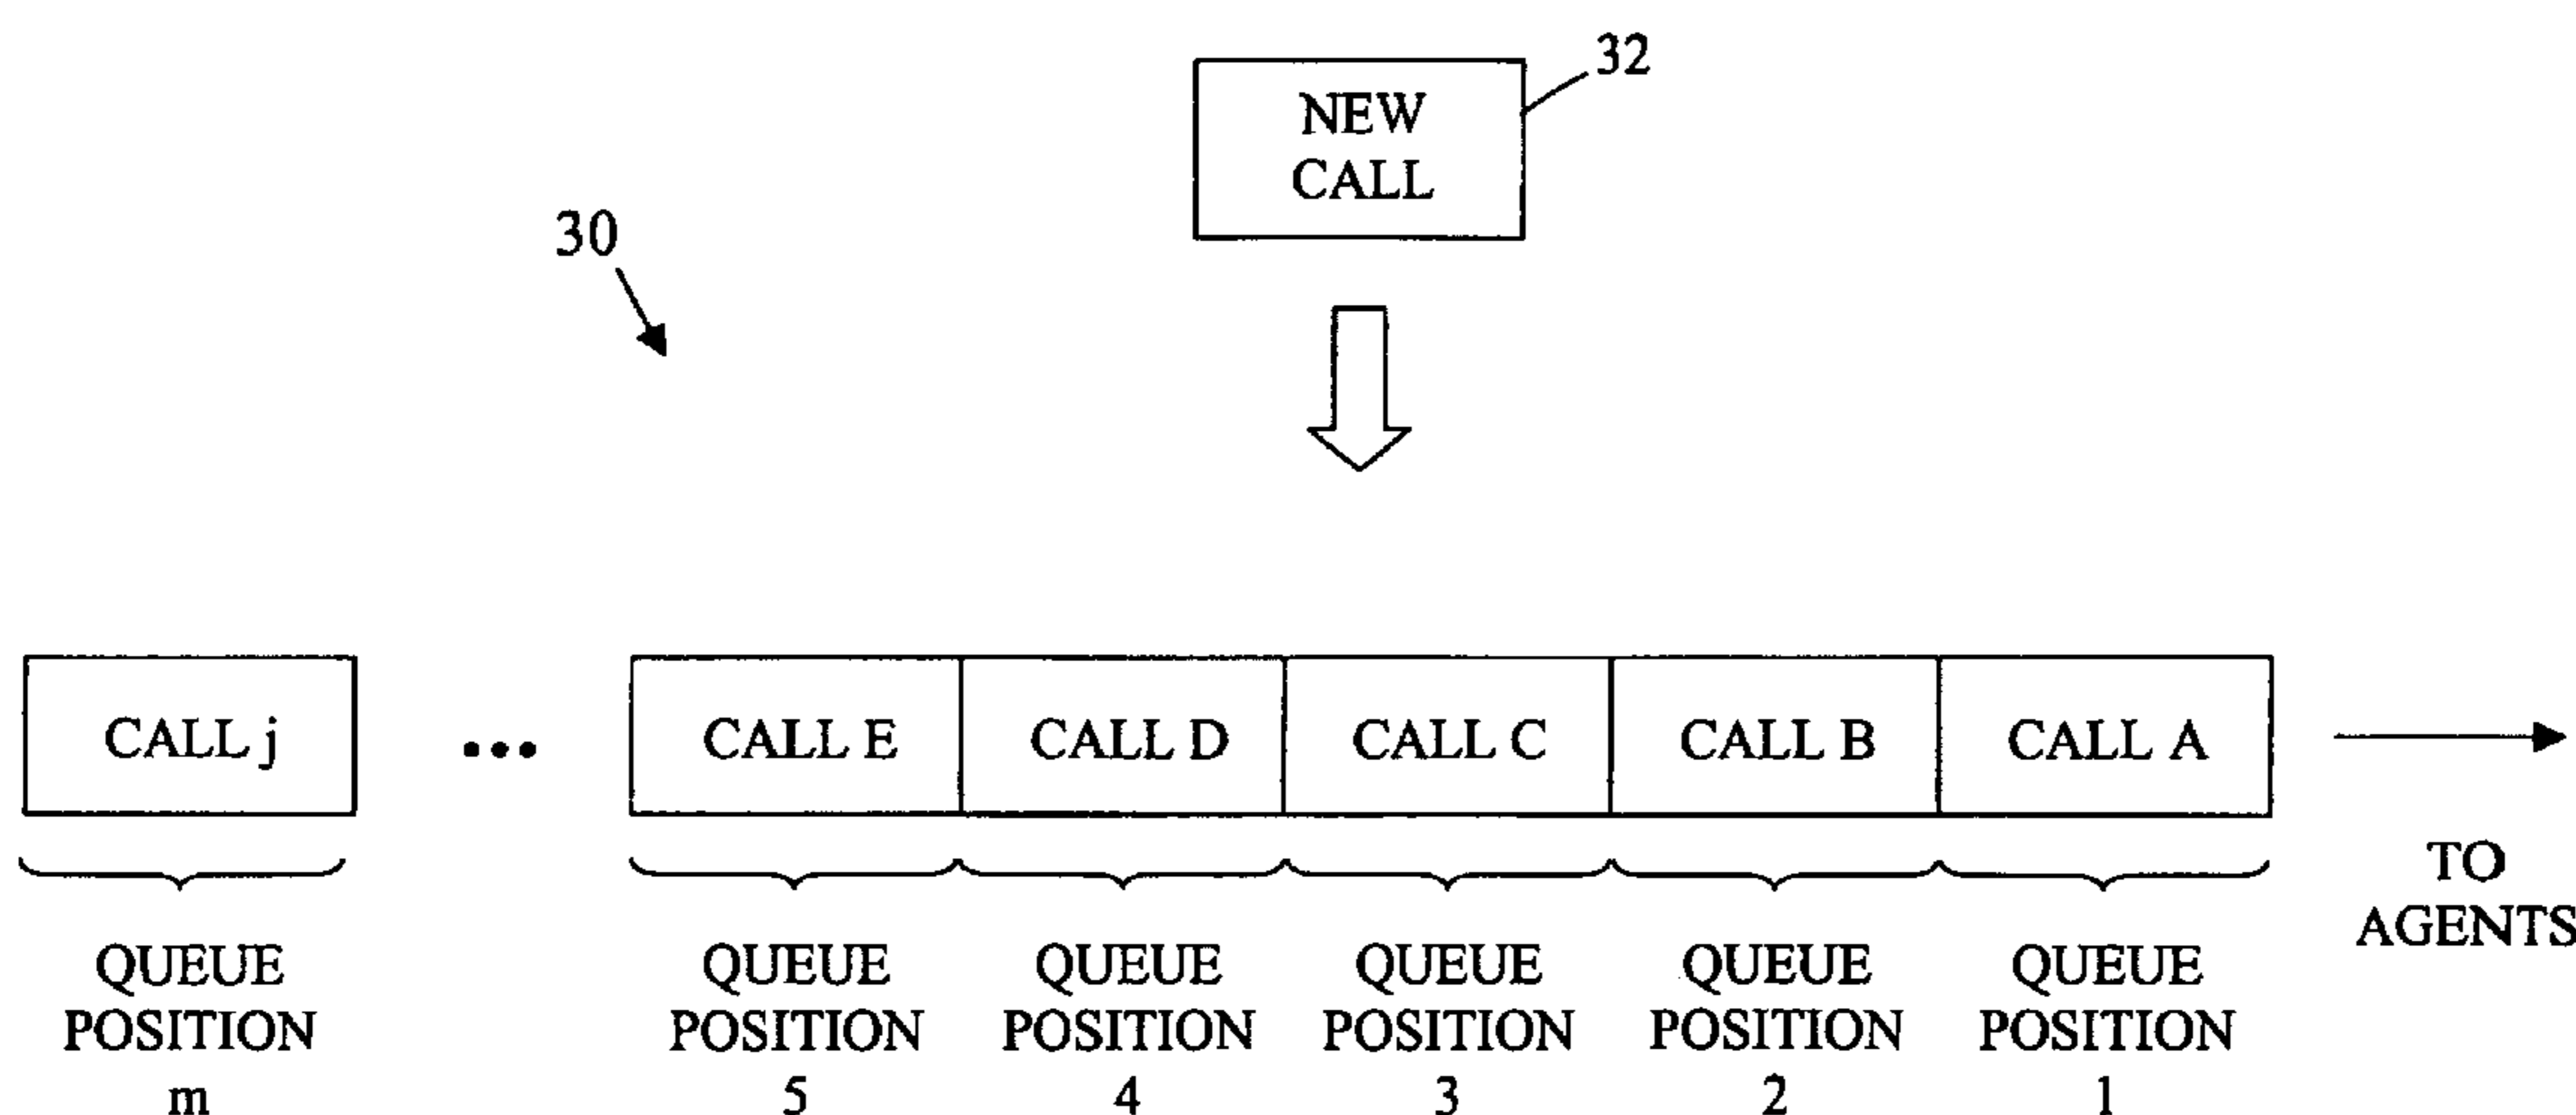 32
NEW
CALL
30
CALL j
•••
CALL E
CALL D
CALL C
CALL B
CALL A
TO
AGENTS
QUEUE
POSITION
m
QUEUE
POSITION
5
QUEUE
POSITION
4
QUEUE
POSITION
3
QUEUE
POSITION
2
QUEUE
POSITION
1